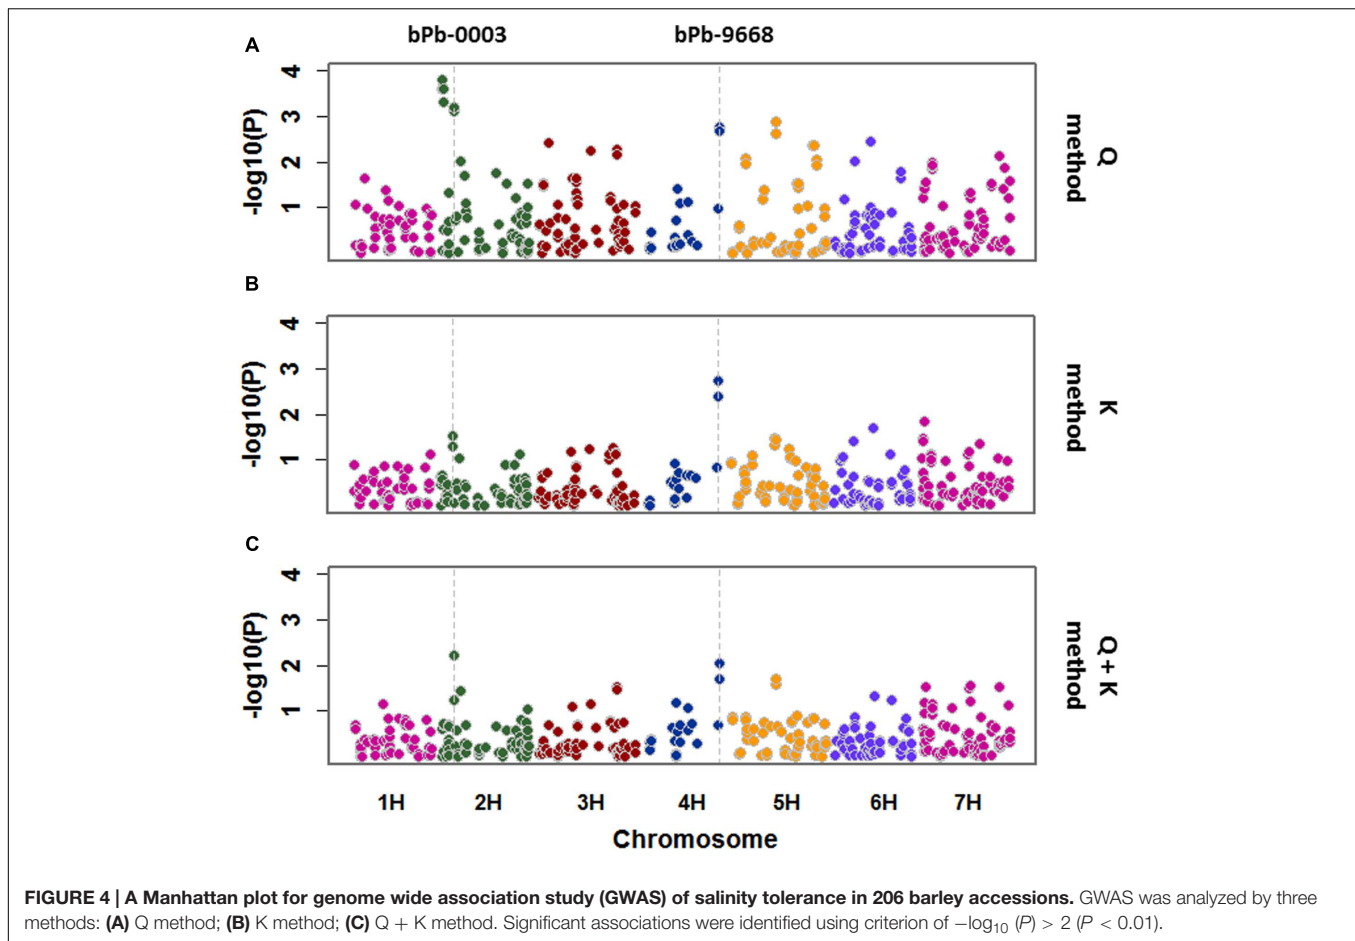 bPb-0003 bPb-9668
A
4
3
2
1
-log10(P)
Q
method
B
4
3
2
1
-log10(P)
K
method
C
4
3
2
1
-log10(P)
Q + K
method
1H 2H 3H 4H 5H 6H 7H
Chromosome
FIGURE 4 | A Manhattan plot for genome wide association study (GWAS) of salinity tolerance in 206 barley accessions. GWAS was analyzed by three
methods: (A) Q method; (B) K method; (C) Q + K method. Significant associations were identified using criterion of −log₁₀ (P) > 2 (P < 0.01).